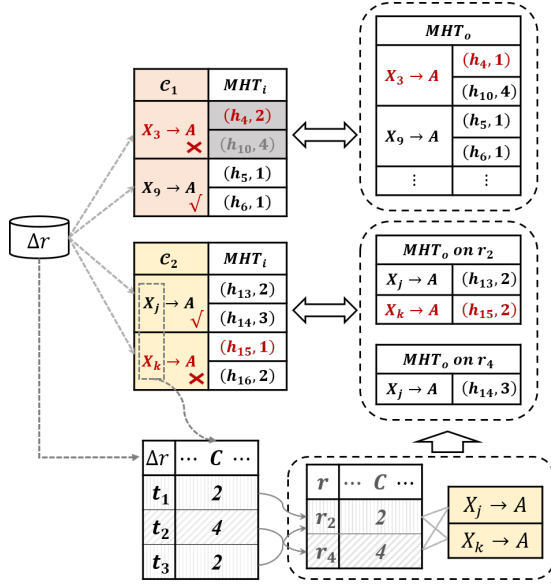 MHTₒ
X₃ → A (h₄, 1)
(h₁₀, 4)
X₉ → A (h₅, 1)
(h₆, 1)
⋮ ⋮
𝒞₁ MHTᵢ
X₃ → A ✕ (h₄, 2)
(h₁₀, 4)
X₉ → A √ (h₅, 1)
(h₆, 1)
Δr
𝒞₂ MHTᵢ
Xⱼ → A √ (h₁₃, 2)
(h₁₄, 3)
Xₖ → A ✕ (h₁₅, 1)
(h₁₆, 2)
MHTₒ on r₂
Xⱼ → A (h₁₃, 2)
Xₖ → A (h₁₅, 2)
MHTₒ on r₄
Xⱼ → A (h₁₄, 3)
Δr ⋯ C ⋯
t₁ 2
t₂ 4
t₃ 2
r ⋯ C ⋯
r₂ 2
r₄ 4
Xⱼ → A
Xₖ → A